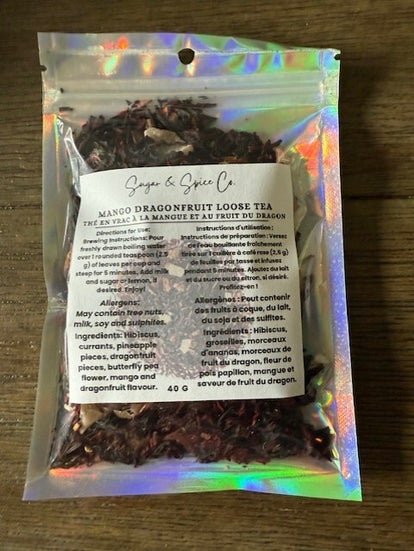 Sugar & Spice Co.
MANGO DRAGONFRUIT LOOSE TEA
THÉ EN VRAC À LA MANGUE ET AU FRUIT DU DRAGON
Directions for Use:
Brewing Instructions: Pour
freshly drawn boiling water
over 1 rounded teaspoon (2.5
g) of leaves per cup and
steep for 5 minutes. Add milk
and sugar or lemon, if
desired. Enjoy!
Allergens:
May contain tree nuts,
milk, soy and sulphites.
Ingredients: Hibiscus,
currants, pineapple
pieces, dragonfruit
pieces, butterfly pea
flower, mango and
dragonfruit flavour.
Instructions d'utilisation :
Instructions de préparation : Versez
de l'eau bouillante fraîchement
tirée sur 1 cuillère à café rose (2,5 g)
de feuilles par tasse et infusez
pendant 5 minutes. Ajoutez du lait
et du sucre ou du citron, si désiré.
Profitez-en !
Allergènes : Peut contenir
des fruits à coque, du lait,
du soja et des sulfites.
Ingrédients : Hibiscus,
groseilles, morceaux
d'ananas, morceaux de
fruit du dragon, fleur de
pois papillon, mangue et
saveur de fruit du dragon.
40 G